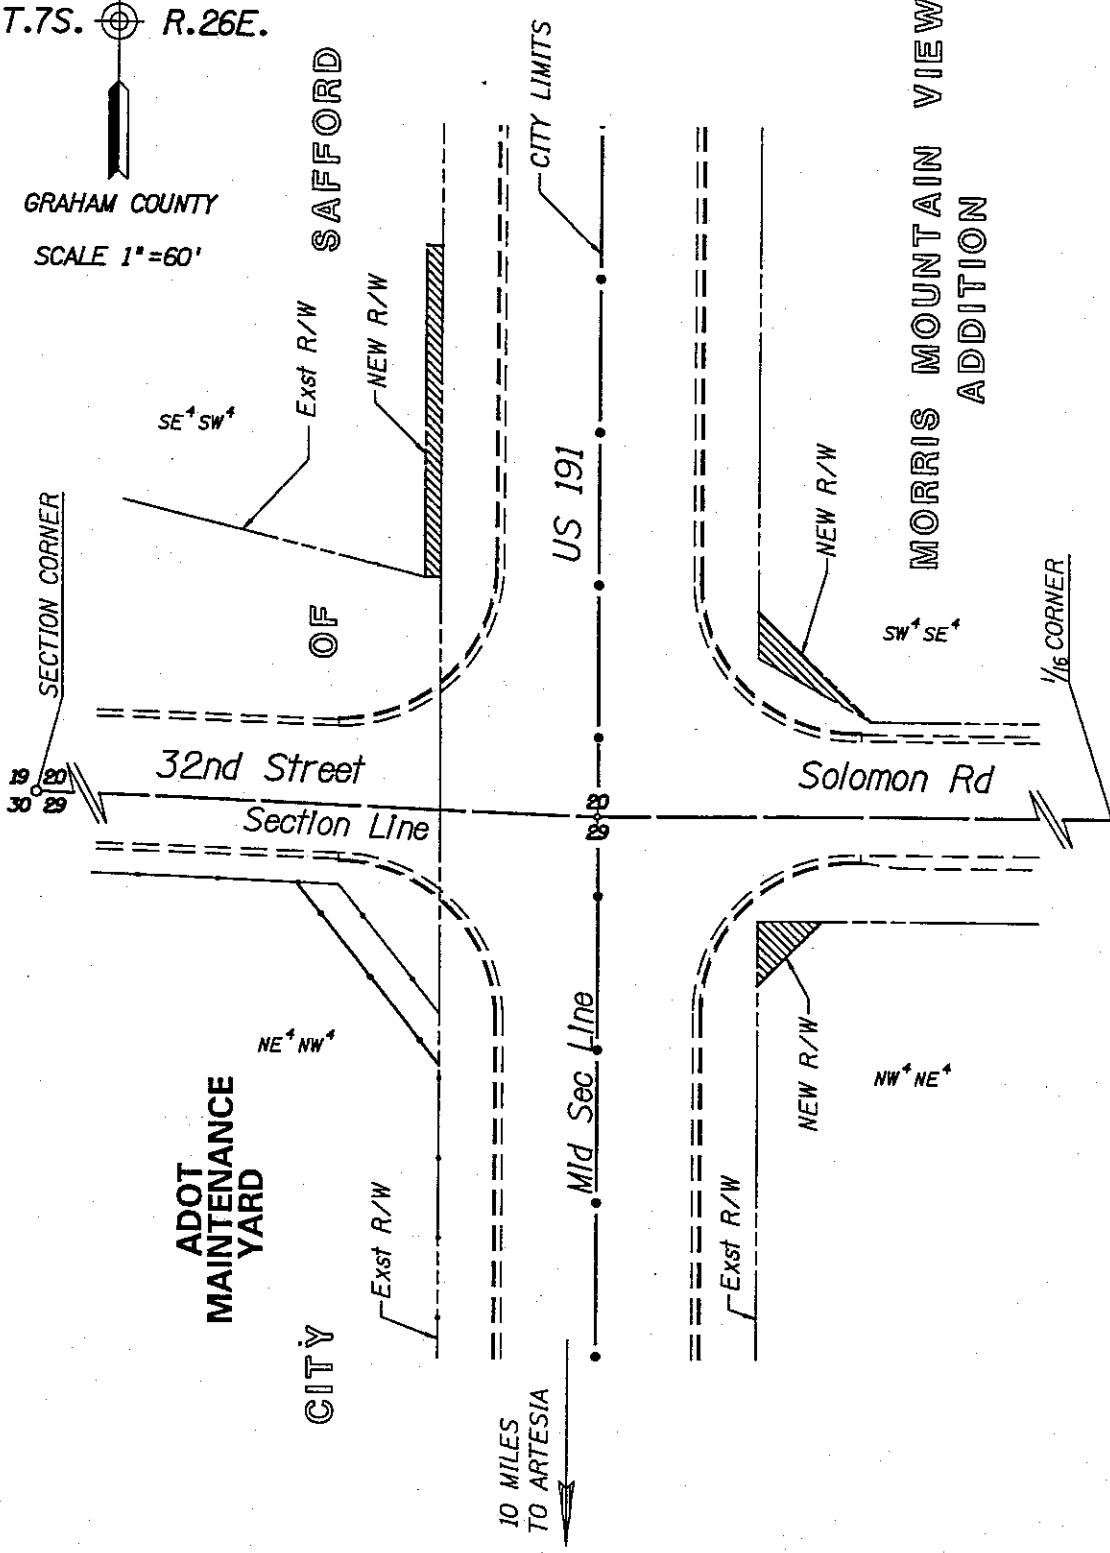 T.7S. R.26E.
GRAHAM COUNTY
SCALE 1"=60'
SAFFORD
CITY LIMITS
MORRIS MOUNTAIN VIEW
ADDITION
Exst R/W
NEW R/W
SE⁴ SW⁴
SECTION CORNER
US 191
NEW R/W
OF
SW⁴ SE⁴
1/16 CORNER
19 20
30 29
32nd Street
Section Line
20
29
Solomon Rd
NE⁴ NW⁴
ADOT
MAINTENANCE
YARD
Mid Sec Line
NEW R/W
NW⁴ NE⁴
Exst R/W
Exst R/W
CITY
10 MILES
TO ARTESIA